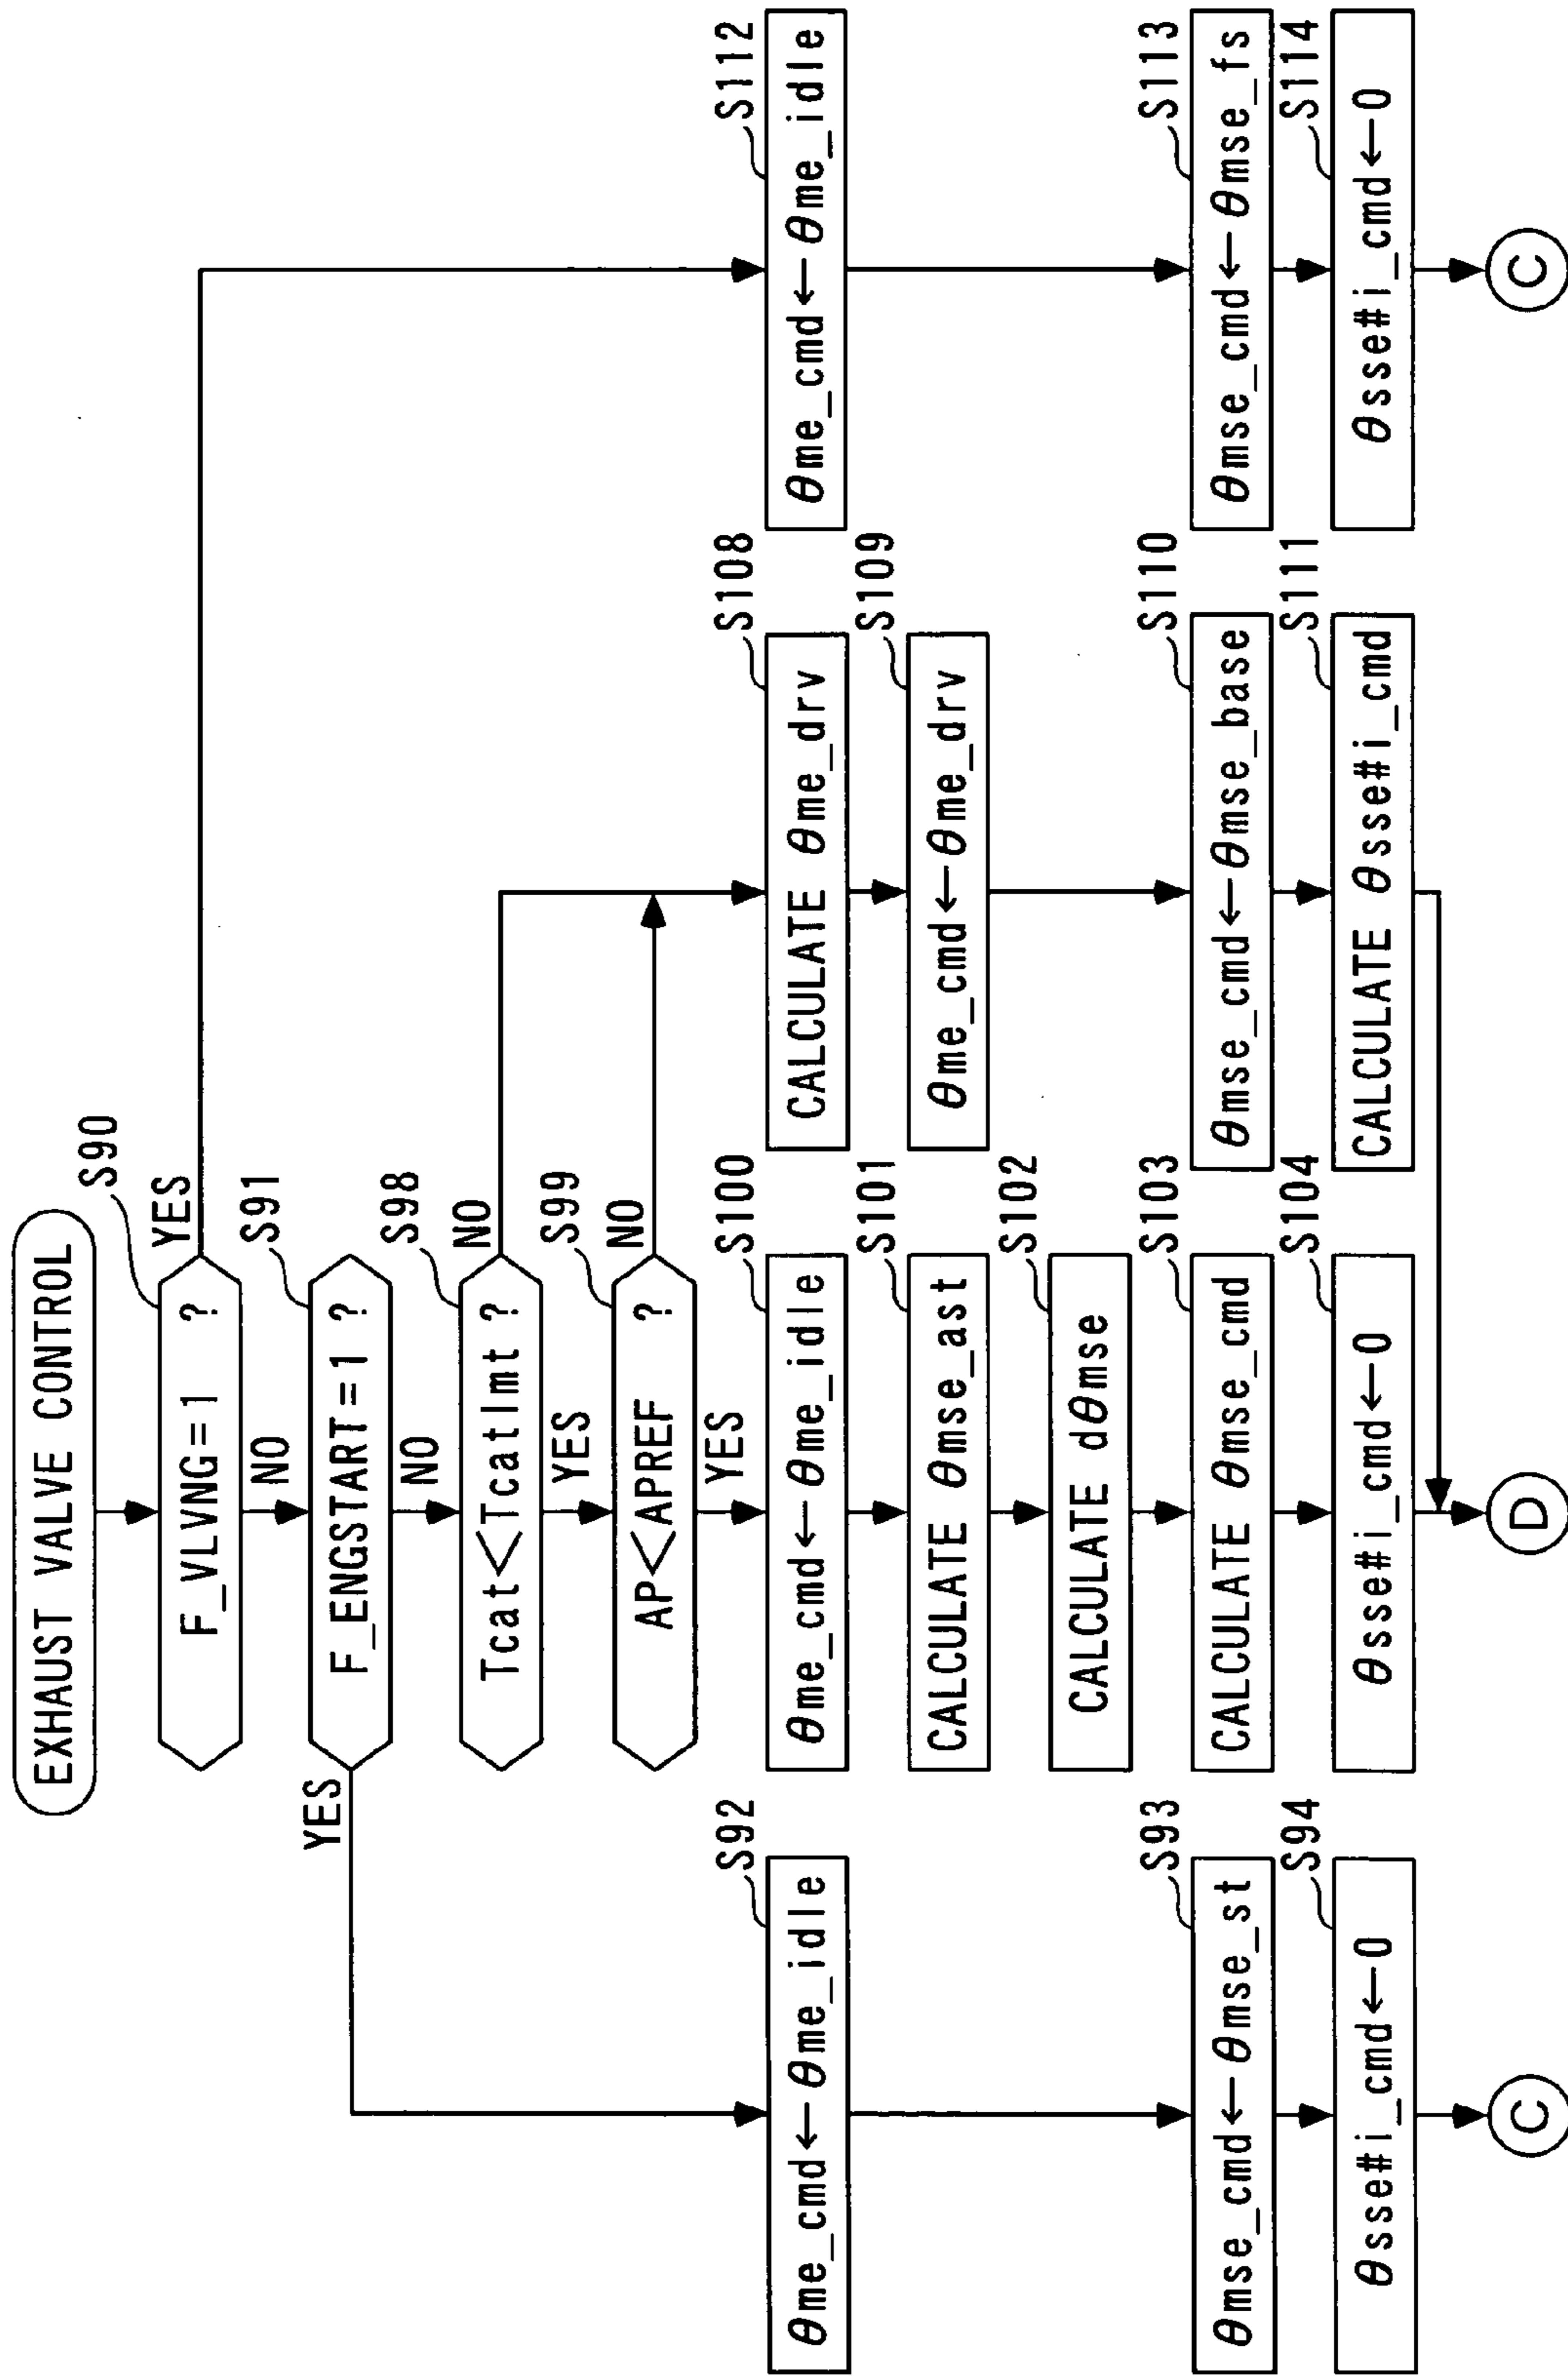 EXHAUST VALVE CONTROL
S90
F_VLVNG=1 ?
YES
NO
S91
F_ENGSTART=1 ?
YES
NO
S98
Tcat<Tcatlmt ?
NO
YES
S99
AP<APREF ?
NO
YES
S92
θme_cmd←θme_idle
S93
θmse_cmd←θmse_st
S94
θsse#i_cmd←0
C
S100
θme_cmd←θme_idle
S101
CALCULATE θmse_ast
S102
CALCULATE dθmse
S103
CALCULATE θmse_cmd
S104
θsse#i_cmd←0
D
S108
CALCULATE θme_drv
S109
θme_cmd←θme_drv
S110
θmse_cmd←θmse_base
S111
CALCULATE θsse#i_cmd
S112
θme_cmd←θme_idle
S113
θmse_cmd←θmse_fs
S114
θsse#i_cmd←0
C